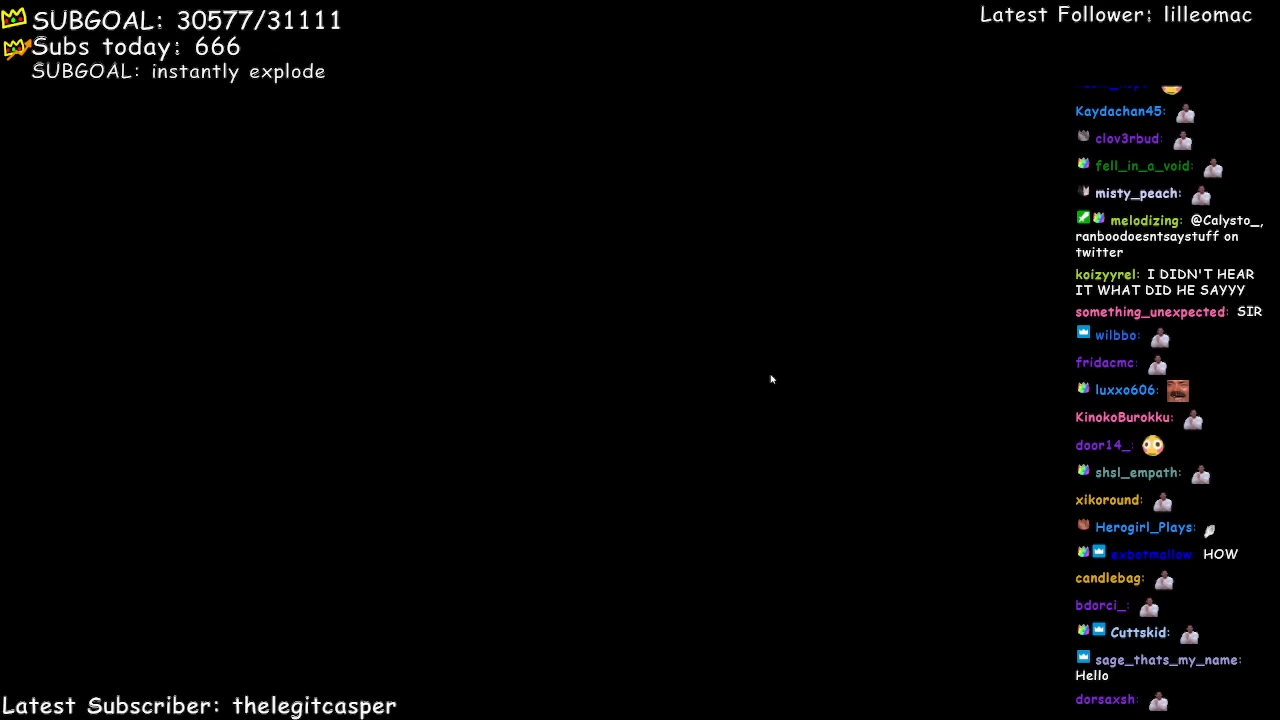 SUBGOAL: 30577/31111
Subs today: 666
SUBGOAL: instantly explode
Latest Follower: lilleomac
Kaydachan45:
clov3rbud:
fell_in_a_void:
misty_peach:
melodizing: @Calysto_,
ranboodoesntsaystuff on
twitter
koizyyrel: I DIDN'T HEAR
IT WHAT DID HE SAYYY
something_unexpected: SIR
wilbbo:
fridacmc:
luxxo606:
KinokoBurokku:
door14_:
shsl_empath:
xikoround:
Herogirl_Plays:
exbotmallow: HOW
candlebag:
bdorci_:
Cuttskid:
sage_thats_my_name:
Hello
dorsaxsh:
Latest Subscriber: thelegitcasper